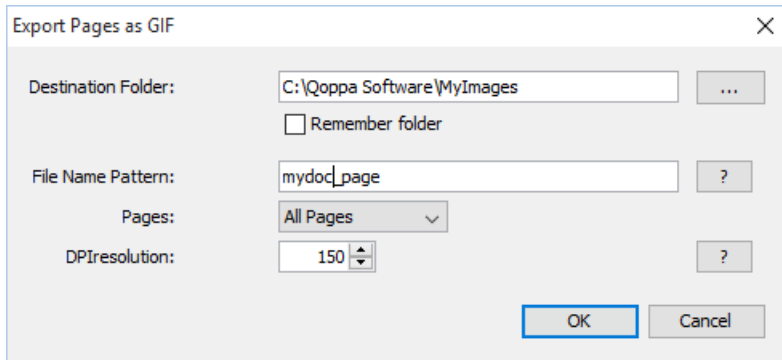 Export Pages as GIF
Destination Folder: C:\Qoppa Software\MyImages ...
Remember folder
File Name Pattern: mydoc_page ?
Pages: All Pages
DPIresolution: 150 ?
OK Cancel